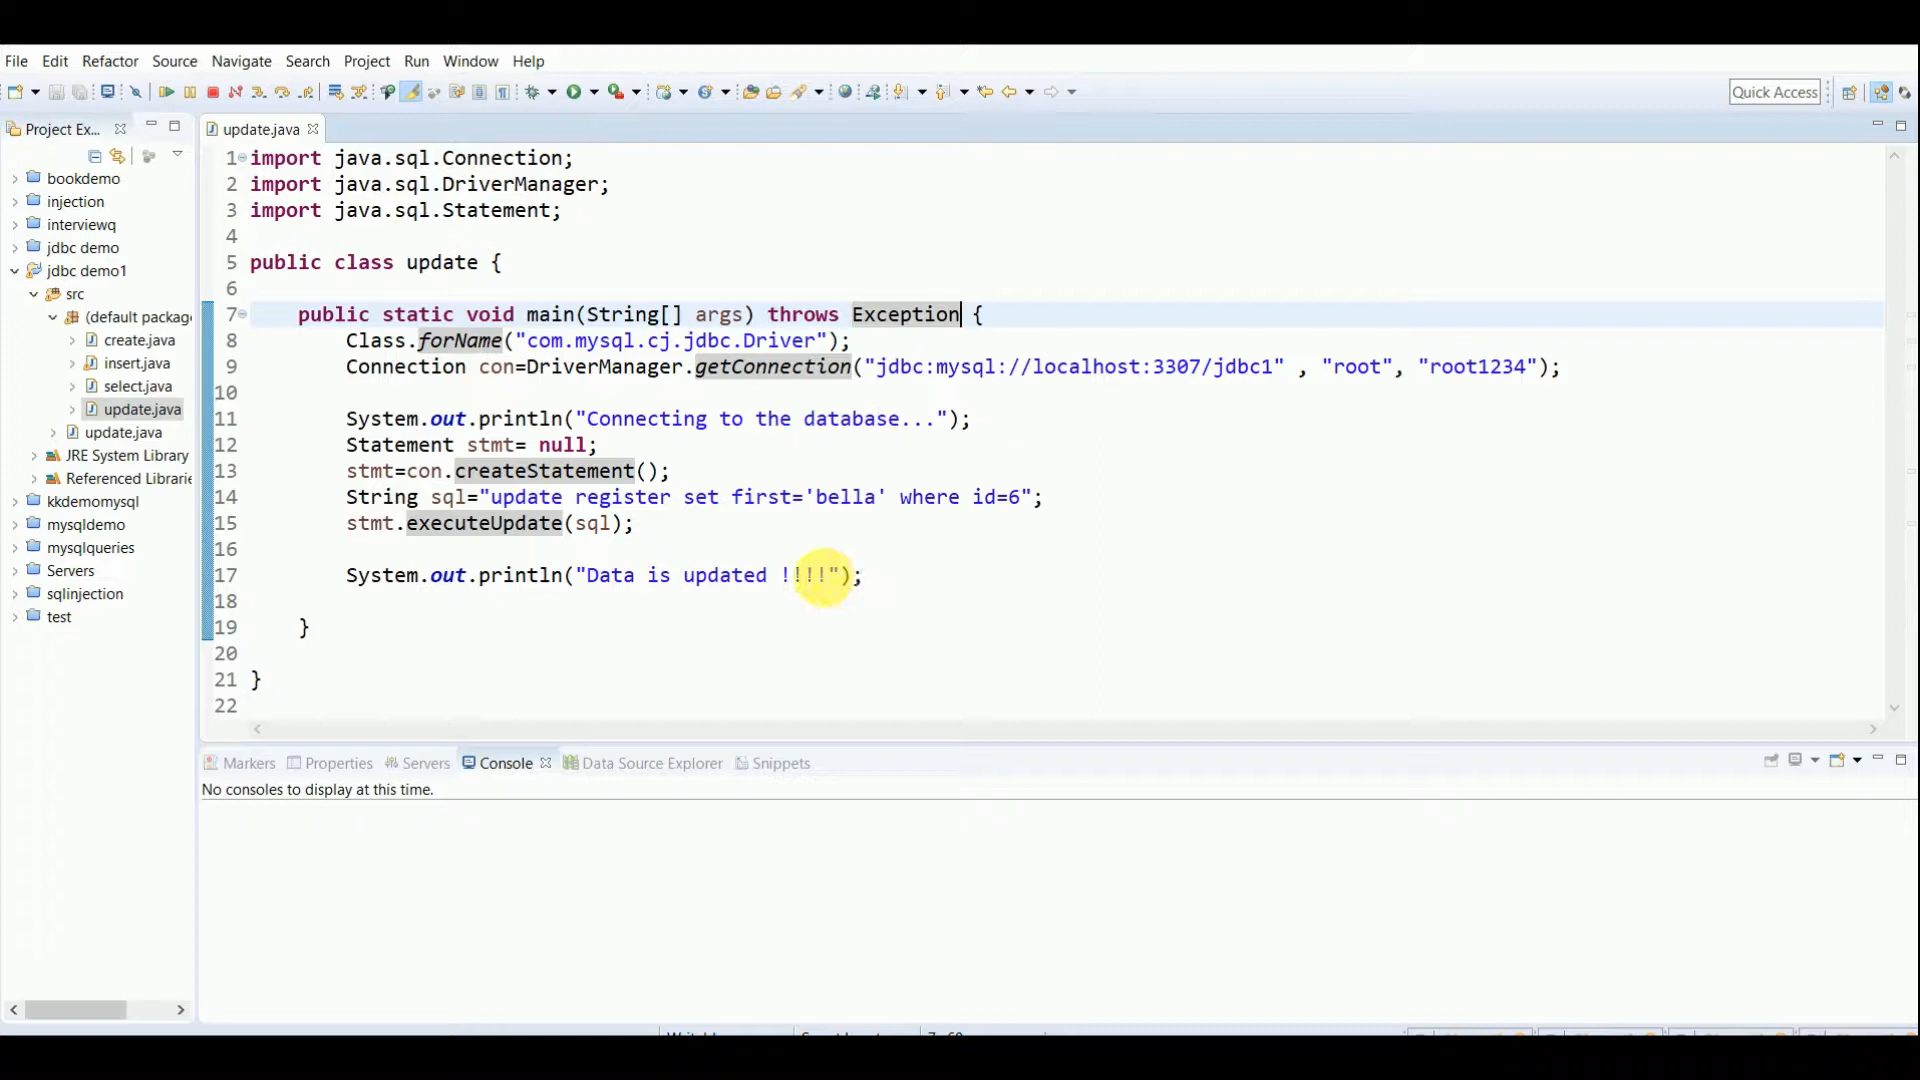 File Edit Refactor Source Navigate Search Project Run Window Help
Quick Access
Project Ex...
update.java
bookdemo
injection
interviewq
jdbc demo
jdbc demo1
src
(default packag
create.java
insert.java
select.java
update.java
update.java
JRE System Library
Referenced Librarie
kkdemomysql
mysqldemo
mysqlqueries
Servers
sqlinjection
test
1 import java.sql.Connection;
2 import java.sql.DriverManager;
3 import java.sql.Statement;
4
5 public class update {
6
7 public static void main(String[] args) throws Exception {
8 Class.forName("com.mysql.cj.jdbc.Driver");
9 Connection con=DriverManager.getConnection("jdbc:mysql://localhost:3307/jdbc1" , "root", "root1234");
10
11 System.out.println("Connecting to the database...");
12 Statement stmt= null;
13 stmt=con.createStatement();
14 String sql="update register set first='bella' where id=6";
15 stmt.executeUpdate(sql);
16
17 System.out.println("Data is updated !!!!");
18
19 }
20
21 }
22
Markers Properties Servers Console Data Source Explorer Snippets
No consoles to display at this time.